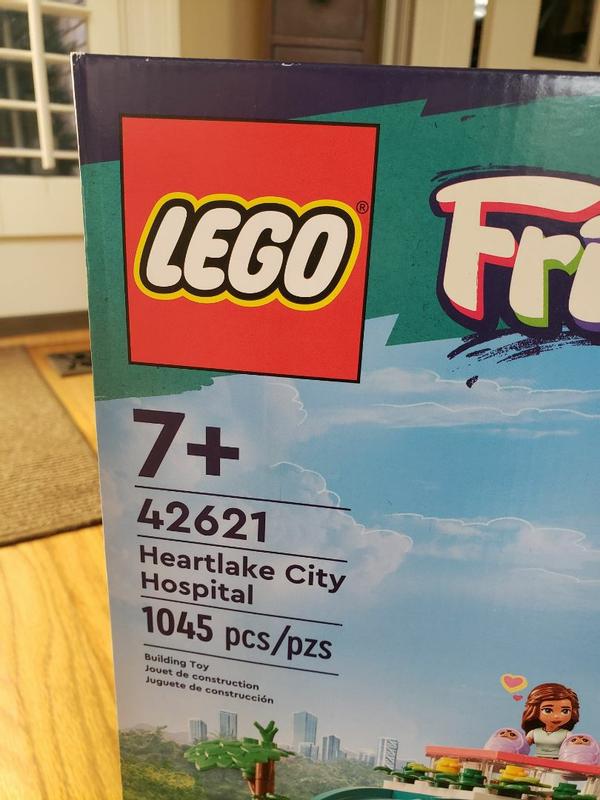 LEGO®
Fri
7+
42621
Heartlake City
Hospital
1045 pcs/pzs
Building Toy
Jouet de construction
Juguete de construcción